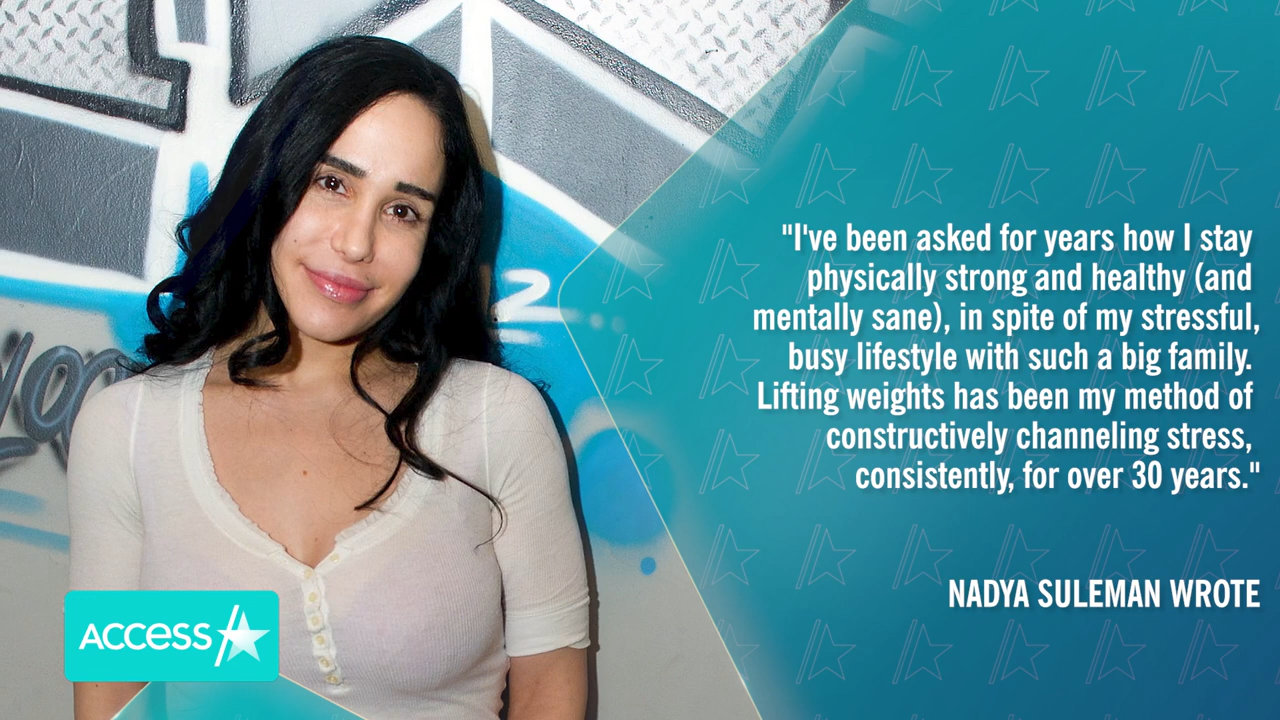 "I've been asked for years how I stay
physically strong and healthy (and
mentally sane), in spite of my stressful,
busy lifestyle with such a big family.
Lifting weights has been my method of
constructively channeling stress,
consistently, for over 30 years."
NADYA SULEMAN WROTE
2
ACCESS